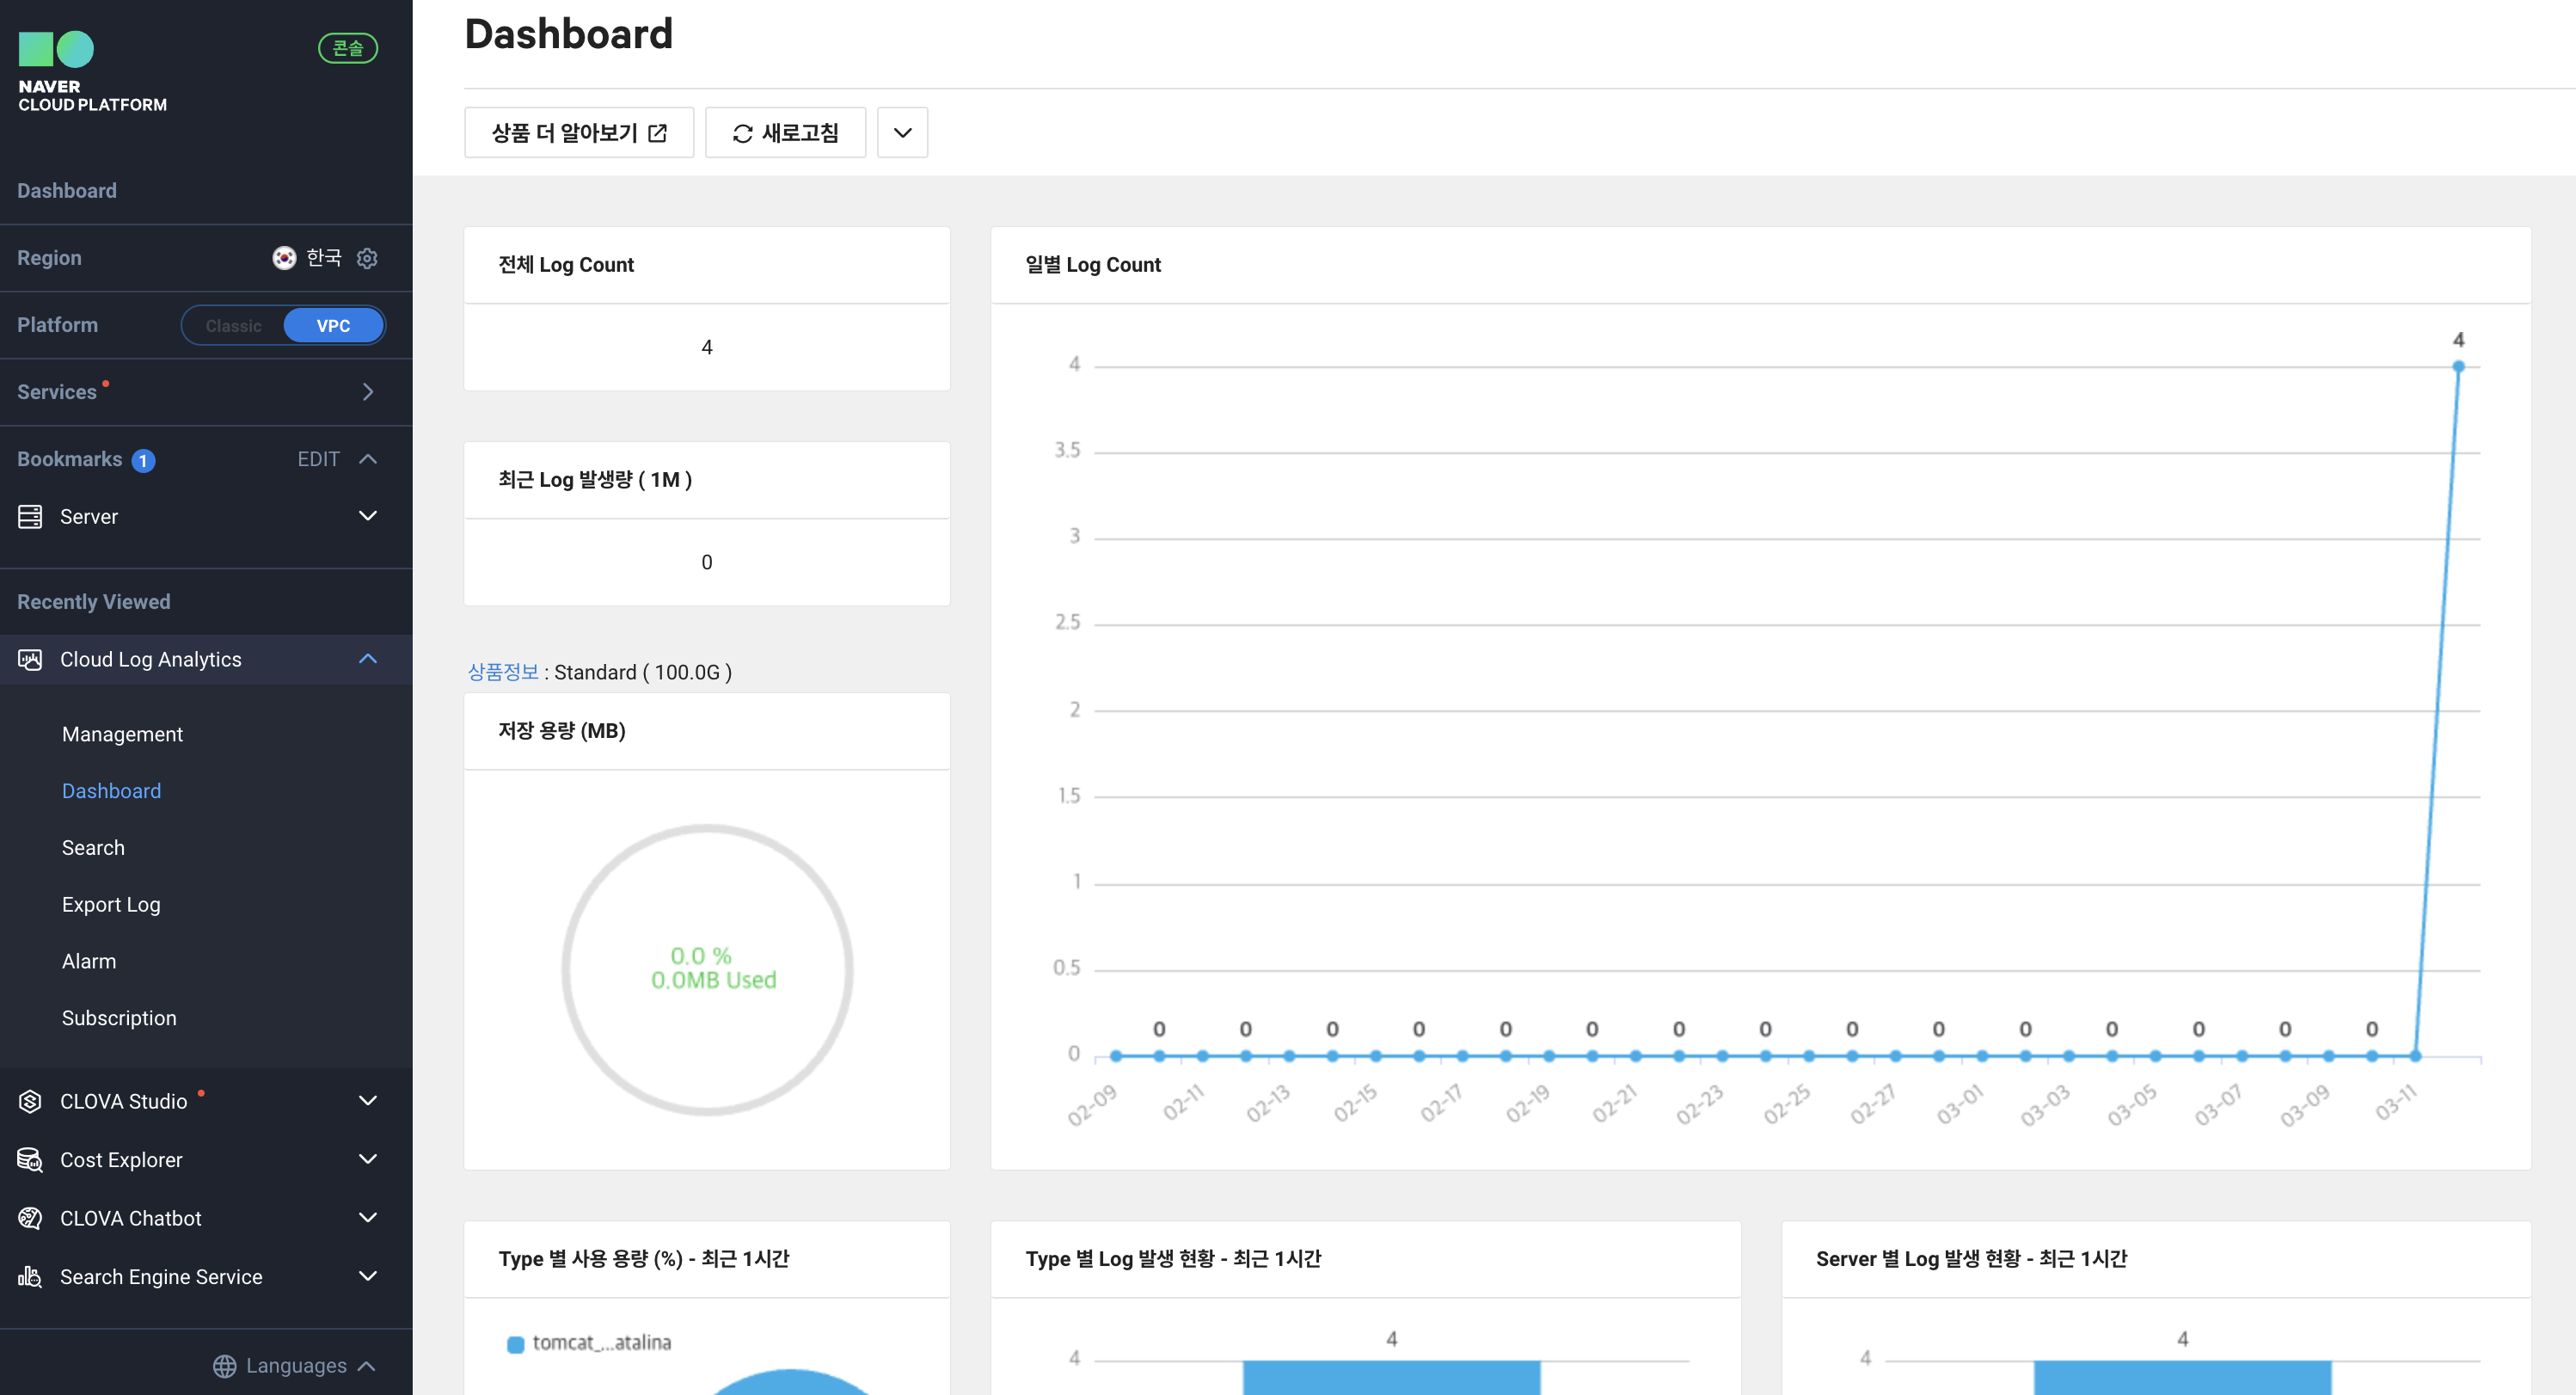 NAVER
CLOUD PLATFORM
콘솔
Dashboard
Region
한국
Platform
Classic
VPC
Services
Bookmarks 1
EDIT
Server
Recently Viewed
Cloud Log Analytics
Management
Dashboard
Search
Export Log
Alarm
Subscription
CLOVA Studio
Cost Explorer
CLOVA Chatbot
Search Engine Service
Languages
Dashboard
상품 더 알아보기
새로고침
전체 Log Count
4
최근 Log 발생량 ( 1M )
0
상품정보 : Standard ( 100.0G )
저장 용량 (MB)
0.0 %
0.0MB Used
일별 Log Count
4
4
3.5
3
2.5
2
1.5
1
0.5
0
0 0 0 0 0 0 0 0 0 0 0 0 0 0 0
02-09 02-11 02-13 02-15 02-17 02-19 02-21 02-23 02-25 02-27 03-01 03-03 03-05 03-07 03-09 03-11
Type 별 사용 용량 (%) - 최근 1시간
tomcat_...atalina
Type 별 Log 발생 현황 - 최근 1시간
4
4
Server 별 Log 발생 현황 - 최근 1시간
4
4